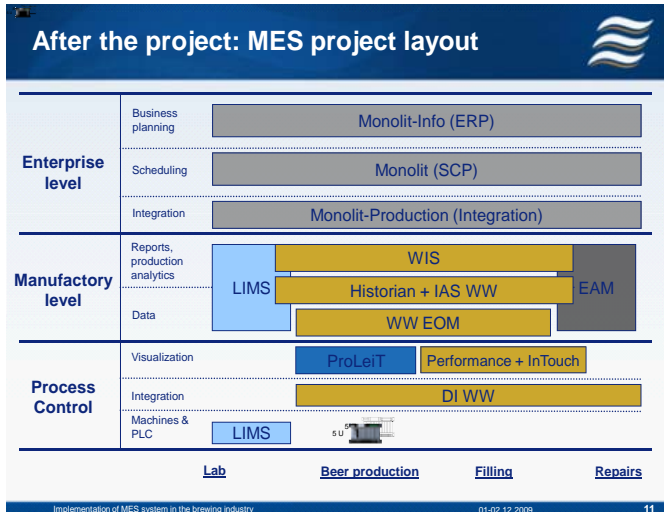 After the project: MES project layout
Business
planning
Monolit-Info (ERP)
Enterprise
level
Scheduling
Monolit (SCP)
Integration
Monolit-Production (Integration)
Reports,
production
analytics
WIS
Manufactory
level
LIMS
Historian + IAS WW
EAM
Data
WW EOM
Visualization
ProLeiT
Performance + InTouch
Process
Control
Integration
DI WW
Machines &
PLC
LIMS
5 U
Lab
Beer production
Filling
Repairs
Implementation of MES system in the brewing industry
01-02.12.2009
11